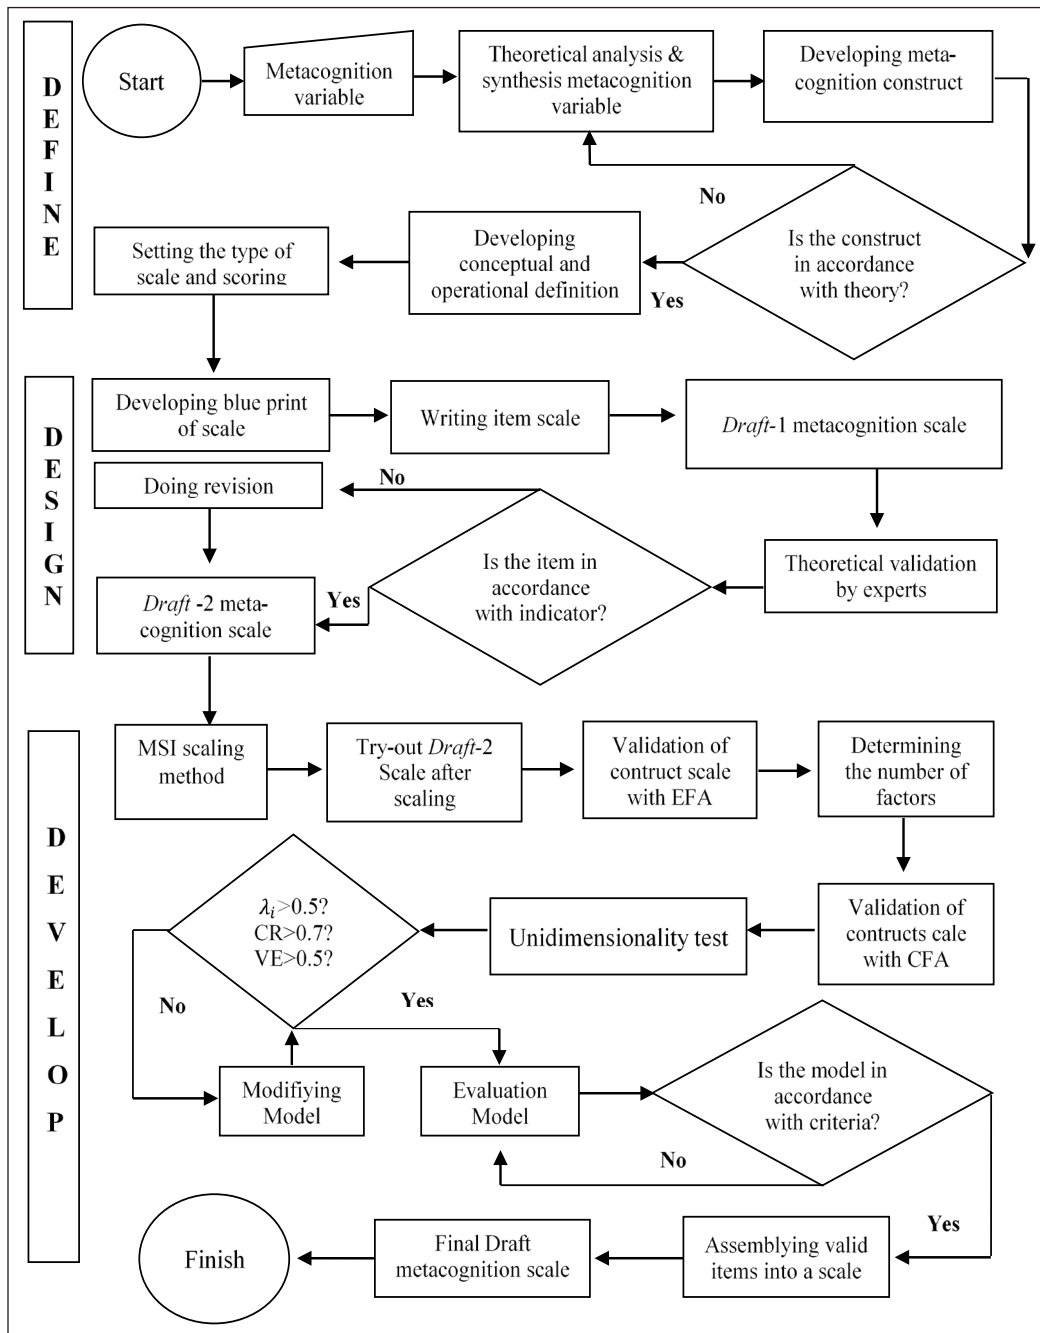 DEFINE
Start
Metacognition
variable
Theoretical analysis &
synthesis metacognition
variable
Developing meta-
cognition construct
No
Is the construct
in accordance
with theory?
Yes
Developing
conceptual and
operational definition
Setting the type of
scale and scoring
DESIGN
Developing blue print
of scale
Writing item scale
Draft-1 metacognition scale
Doing revision
No
Is the item in
accordance
with indicator?
Theoretical validation
by experts
Yes
Draft -2 meta-
cognition scale
DEVELOP
MSI scaling
method
Try-out Draft-2
Scale after
scaling
Validation of
contruct scale
with EFA
Determining
the number of
factors
λi>0.5?
CR>0.7?
VE>0.5?
Unidimensionality test
Validation of
contructs cale
with CFA
No
Yes
Modifiying
Model
Evaluation
Model
Is the model in
accordance
with criteria?
No
Yes
Finish
Final Draft
metacognition scale
Assemblying valid
items into a scale